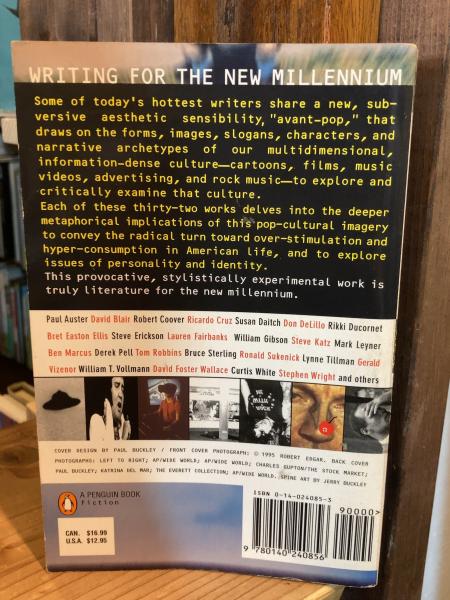 WRITING FOR THE NEW MILLENNIUM
Some of today's hottest writers share a new, sub-
versive aesthetic sensibility, "avant-pop," that
draws on the forms, images, slogans, characters, and
narrative archetypes of our multidimensional,
information-dense culture—cartoons, films, music
videos, advertising, and rock music—to explore and
critically examine that culture.
Each of these thirty-two works delves into the deeper
metaphorical implications of this pop-cultural imagery
to convey the radical turn toward over-stimulation and
hyper-consumption in American life, and to explore
issues of personality and identity.
This provocative, stylistically experimental work is
truly literature for the new millennium.
Paul Auster David Blair Robert Coover Ricardo Cruz Susan Daitch Don DeLillo Rikki Ducornet
Bret Easton Ellis Steve Erickson Lauren Fairbanks William Gibson Steve Katz Mark Leyner
Ben Marcus Derek Pell Tom Robbins Bruce Sterling Ronald Sukenick Lynne Tillman Gerald
Vizenor William T. Vollmann David Foster Wallace Curtis White Stephen Wright and others
COVER DESIGN BY PAUL BUCKLEY / FRONT COVER PHOTOGRAPH: © 1995 ROBERT EDGAR. BACK COVER
PHOTOGRAPHS: LEFT TO RIGHT; AP/WIDE WORLD; AP/WIDE WORLD; CHARLES GUPTON/THE STOCK MARKET;
PAUL BUCKLEY; KATRINA DEL MAR; THE EVERETT COLLECTION; AP/WIDE WORLD. SPINE ART BY JERRY BUCKLEY
A PENGUIN BOOK
Fiction
CAN. $16.99
U.S.A. $12.95
ISBN 0-14-024085-3
90000>
9 780140 240856